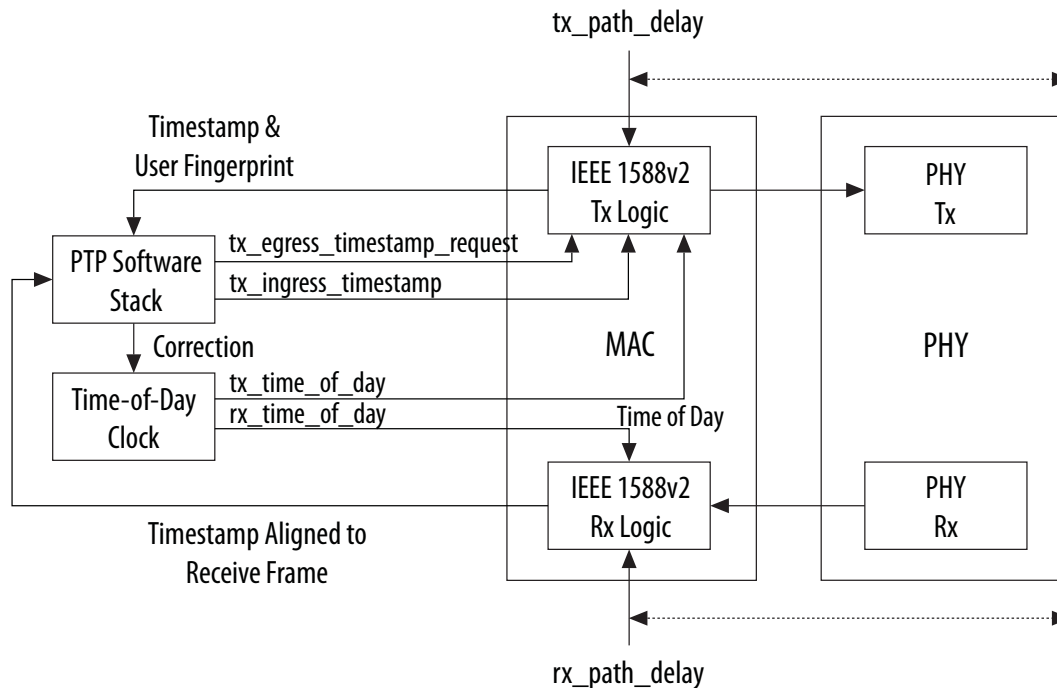 tx_path_delay
Timestamp &
User Fingerprint
IEEE 1588v2
Tx Logic
PHY
Tx
tx_egress_timestamp_request
PTP Software
Stack
tx_ingress_timestamp
Correction
MAC
PHY
tx_time_of_day
Time-of-Day
Clock
rx_time_of_day
Time of Day
IEEE 1588v2
Rx Logic
PHY
Rx
Timestamp Aligned to
Receive Frame
rx_path_delay